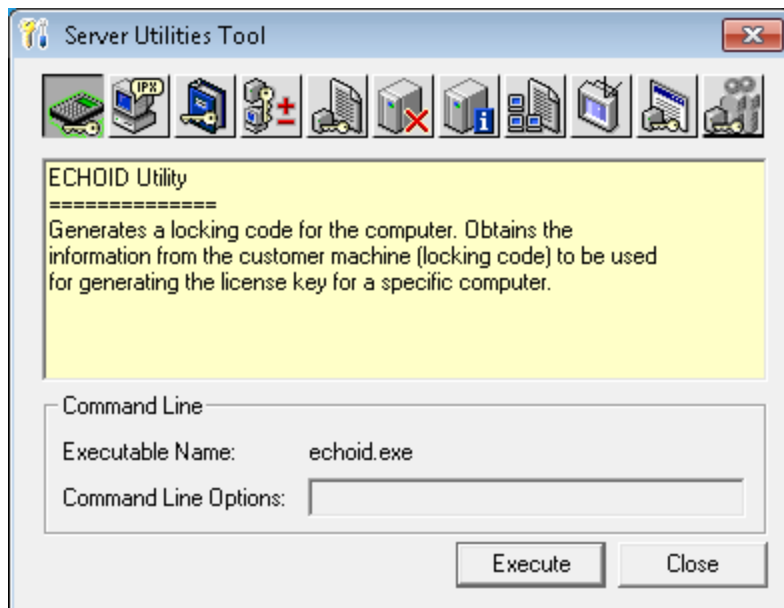 Server Utilities Tool
IPX
ECHOID Utility
==============
Generates a locking code for the computer. Obtains the
information from the customer machine (locking code) to be used
for generating the license key for a specific computer.
Command Line
Executable Name: echoid.exe
Command Line Options:
Execute Close